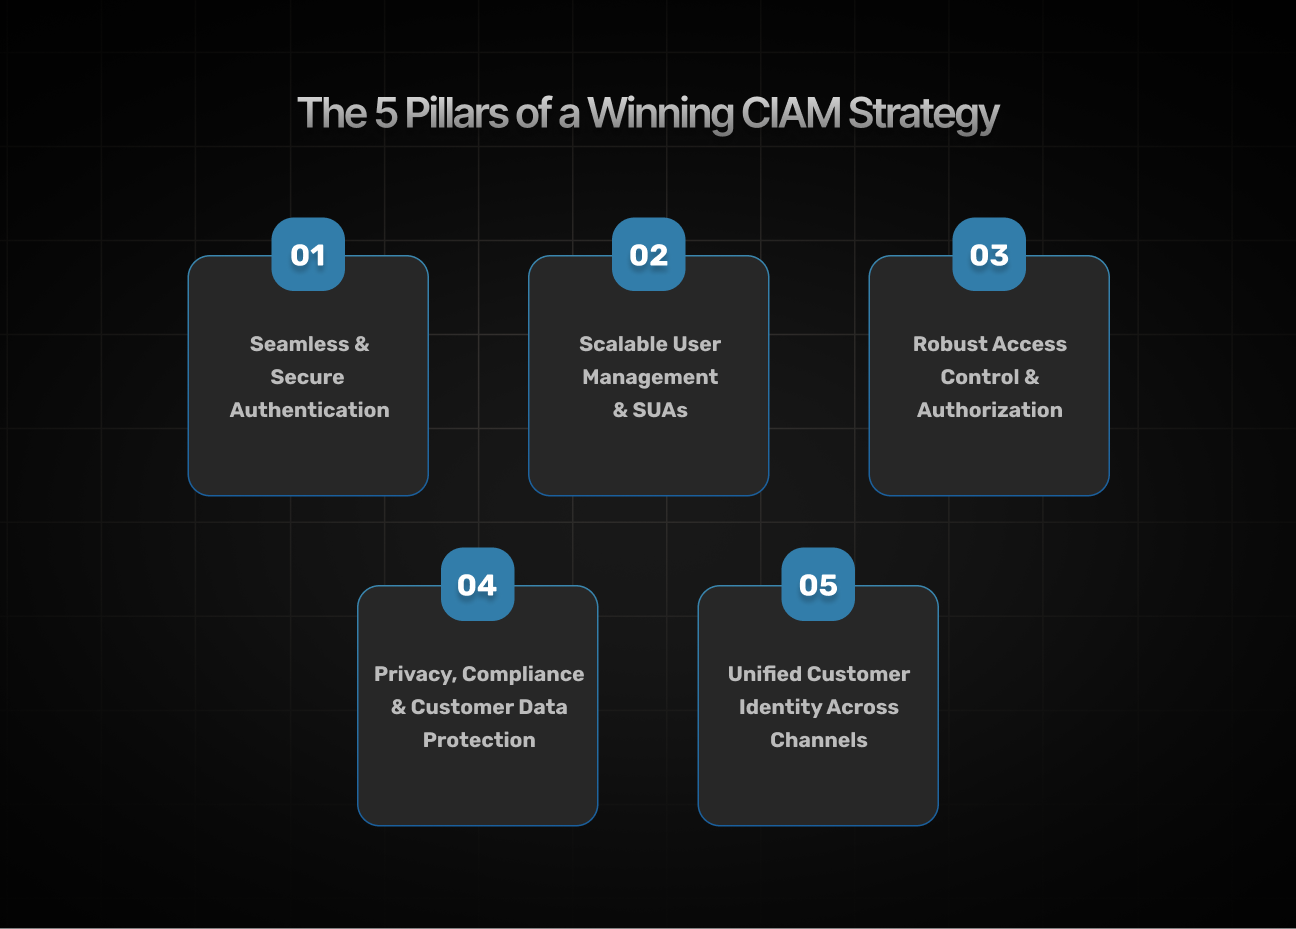 The 5 Pillars of a Winning CIAM Strategy
01
Seamless &
Secure
Authentication
02
Scalable User
Management
& SUAs
03
Robust Access
Control &
Authorization
04
Privacy, Compliance
& Customer Data
Protection
05
Unified Customer
Identity Across
Channels